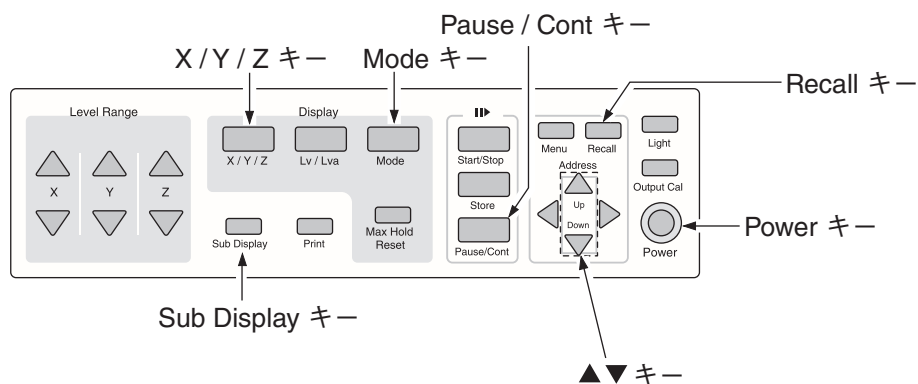 Pause / Cont キー
X / Y / Z キー
Mode キー
Recall キー
Level Range
Display
X
Y
Z
X / Y / Z
Lv / Lva
Mode
Start/Stop
Menu
Recall
Light
Address
Store
Up
Down
Output Cal
Sub Display
Print
Max Hold
Reset
Pause/Cont
Power
Power キー
Sub Display キー
▲▼ キー